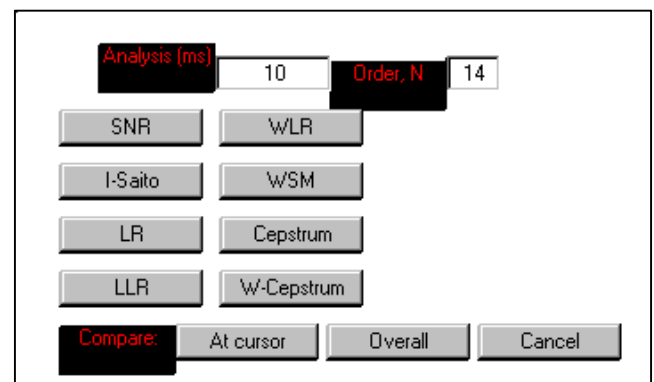 Analysis (ms) 10 Order, N 14
SNR WLR
I-Saito WSM
LR Cepstrum
LLR W-Cepstrum
Compare: At cursor Overall Cancel